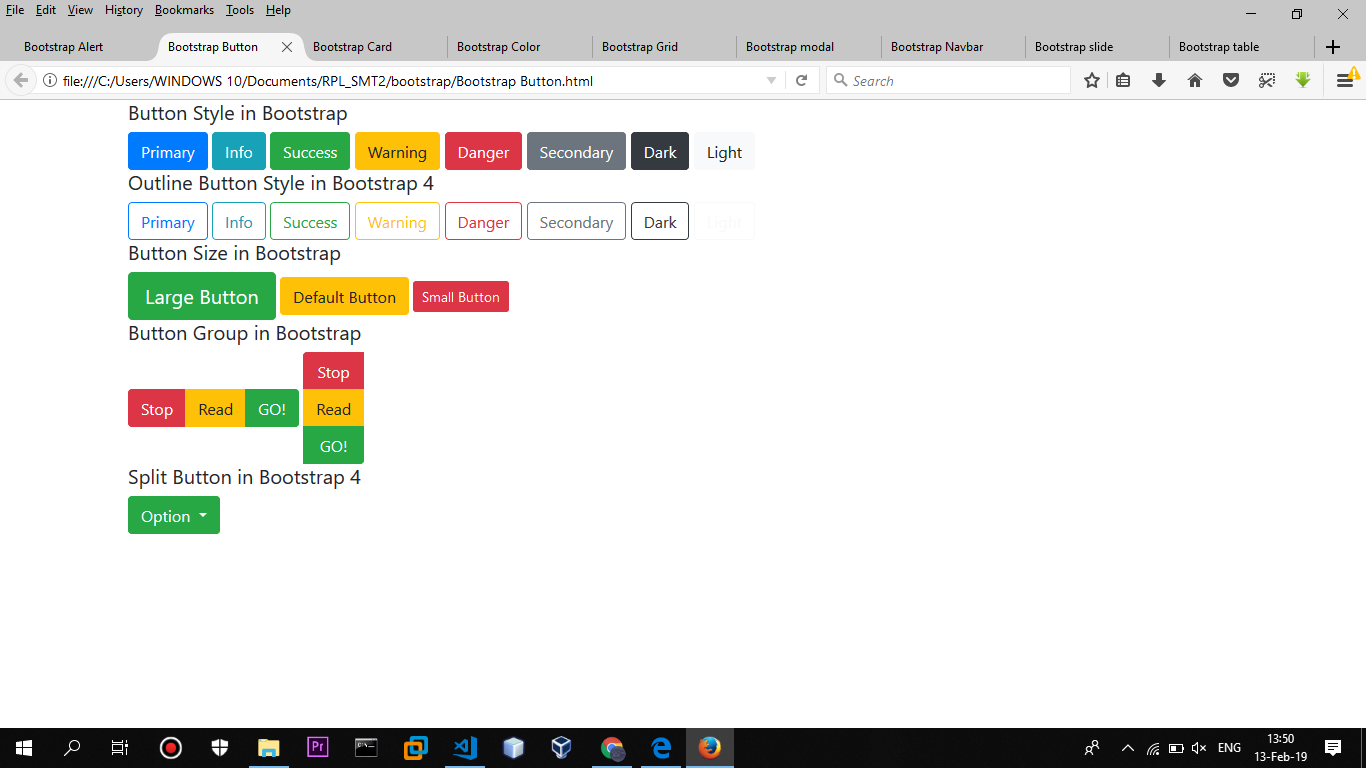 File Edit View History Bookmarks Tools Help
Bootstrap Alert Bootstrap Button Bootstrap Card Bootstrap Color Bootstrap Grid Bootstrap modal Bootstrap Navbar Bootstrap slide Bootstrap table
file:///C:/Users/WINDOWS 10/Documents/RPL_SMT2/bootstrap/Bootstrap Button.html Search
Button Style in Bootstrap
Primary Info Success Warning Danger Secondary Dark Light
Outline Button Style in Bootstrap 4
Primary Info Success Warning Danger Secondary Dark Light
Button Size in Bootstrap
Large Button Default Button Small Button
Button Group in Bootstrap
Stop
Stop Read GO! Read
GO!
Split Button in Bootstrap 4
Option
Pr
ENG 13:50
13-Feb-19